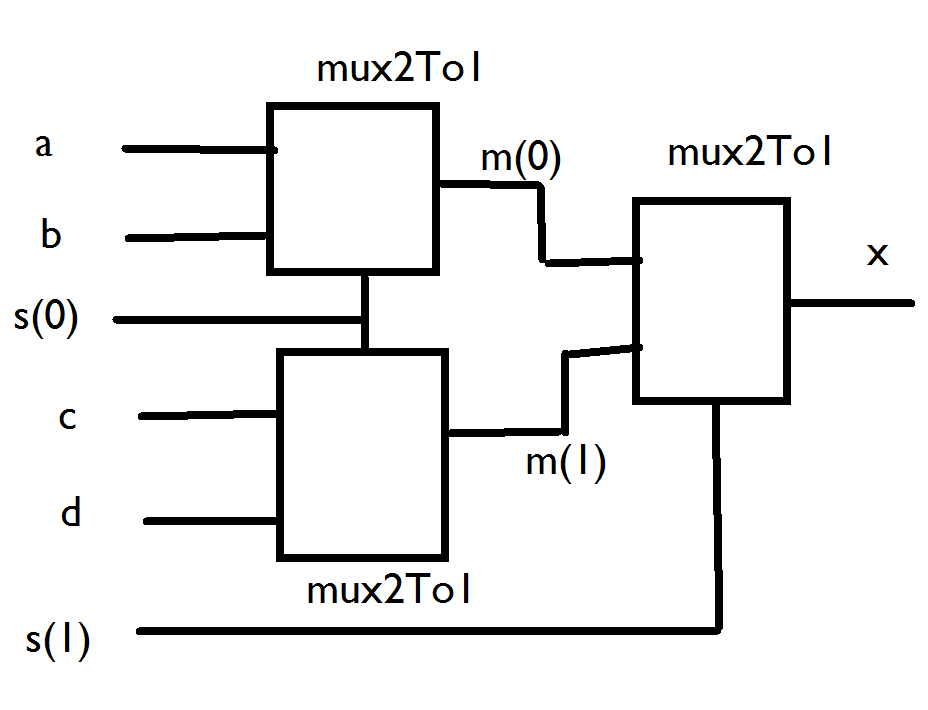 mux2To1
a
m(0)
mux2To1
b
x
s(0)
c
m(1)
d
mux2To1
s(1)